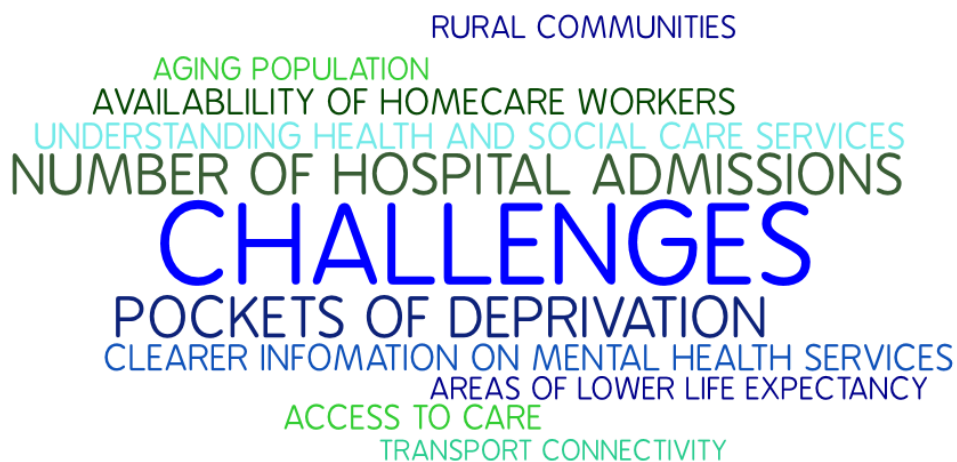 RURAL COMMUNITIES
AGING POPULATION
AVAILABLILITY OF HOMECARE WORKERS
UNDERSTANDING HEALTH AND SOCIAL CARE SERVICES
NUMBER OF HOSPITAL ADMISSIONS
CHALLENGES
POCKETS OF DEPRIVATION
CLEARER INFOMATION ON MENTAL HEALTH SERVICES
AREAS OF LOWER LIFE EXPECTANCY
ACCESS TO CARE
TRANSPORT CONNECTIVITY